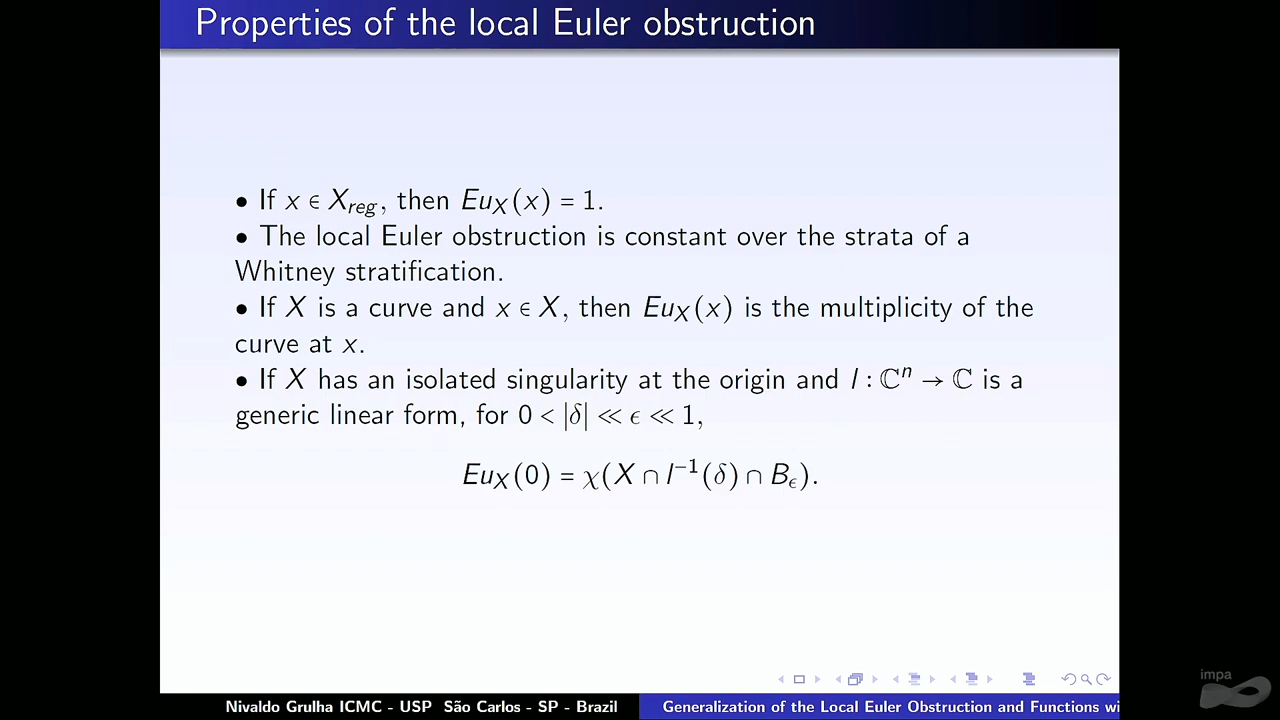 Properties of the local Euler obstruction
• If x ∈ X_reg, then Eu_X(x) = 1.
• The local Euler obstruction is constant over the strata of a
Whitney stratification.
• If X is a curve and x ∈ X, then Eu_X(x) is the multiplicity of the
curve at x.
• If X has an isolated singularity at the origin and l : ℂⁿ → ℂ is a
generic linear form, for 0 < |δ| ≪ ϵ ≪ 1,
Eu_X(0) = χ(X ∩ l⁻¹(δ) ∩ B_ϵ).
impa
Nivaldo Grulha ICMC - USP São Carlos - SP - Brazil
Generalization of the Local Euler Obstruction and Functions wi